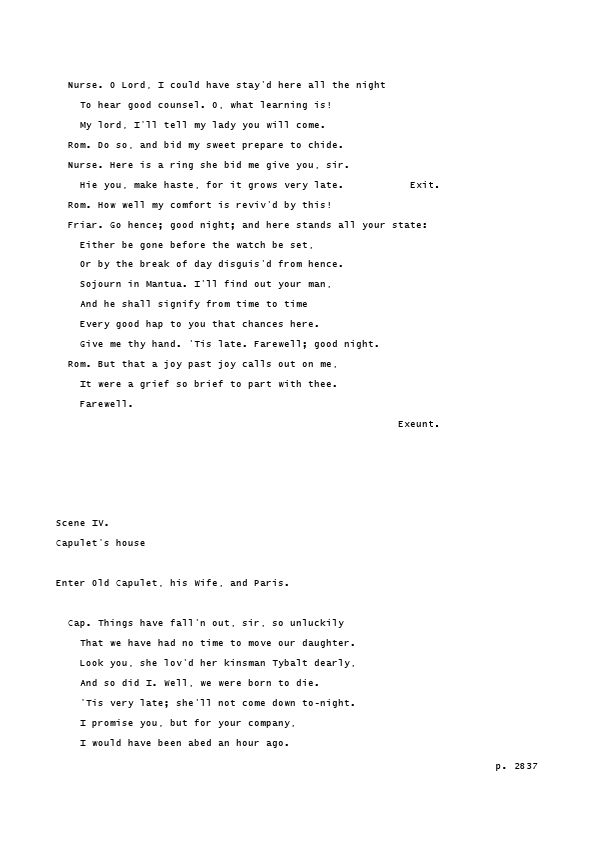 Nurse. O Lord, I could have stay'd here all the night
To hear good counsel. O, what learning is!
My lord, I'll tell my lady you will come.
Rom. Do so, and bid my sweet prepare to chide.
Nurse. Here is a ring she bid me give you, sir.
Hie you, make haste, for it grows very late. Exit.
Rom. How well my comfort is reviv'd by this!
Friar. Go hence; good night; and here stands all your state:
Either be gone before the watch be set,
Or by the break of day disguis'd from hence.
Sojourn in Mantua. I'll find out your man,
And he shall signify from time to time
Every good hap to you that chances here.
Give me thy hand. 'Tis late. Farewell; good night.
Rom. But that a joy past joy calls out on me,
It were a grief so brief to part with thee.
Farewell.
Exeunt.
Scene IV.
Capulet's house
Enter Old Capulet, his Wife, and Paris.
Cap. Things have fall'n out, sir, so unluckily
That we have had no time to move our daughter.
Look you, she lov'd her kinsman Tybalt dearly,
And so did I. Well, we were born to die.
'Tis very late; she'll not come down to-night.
I promise you, but for your company,
I would have been abed an hour ago.
p. 2837